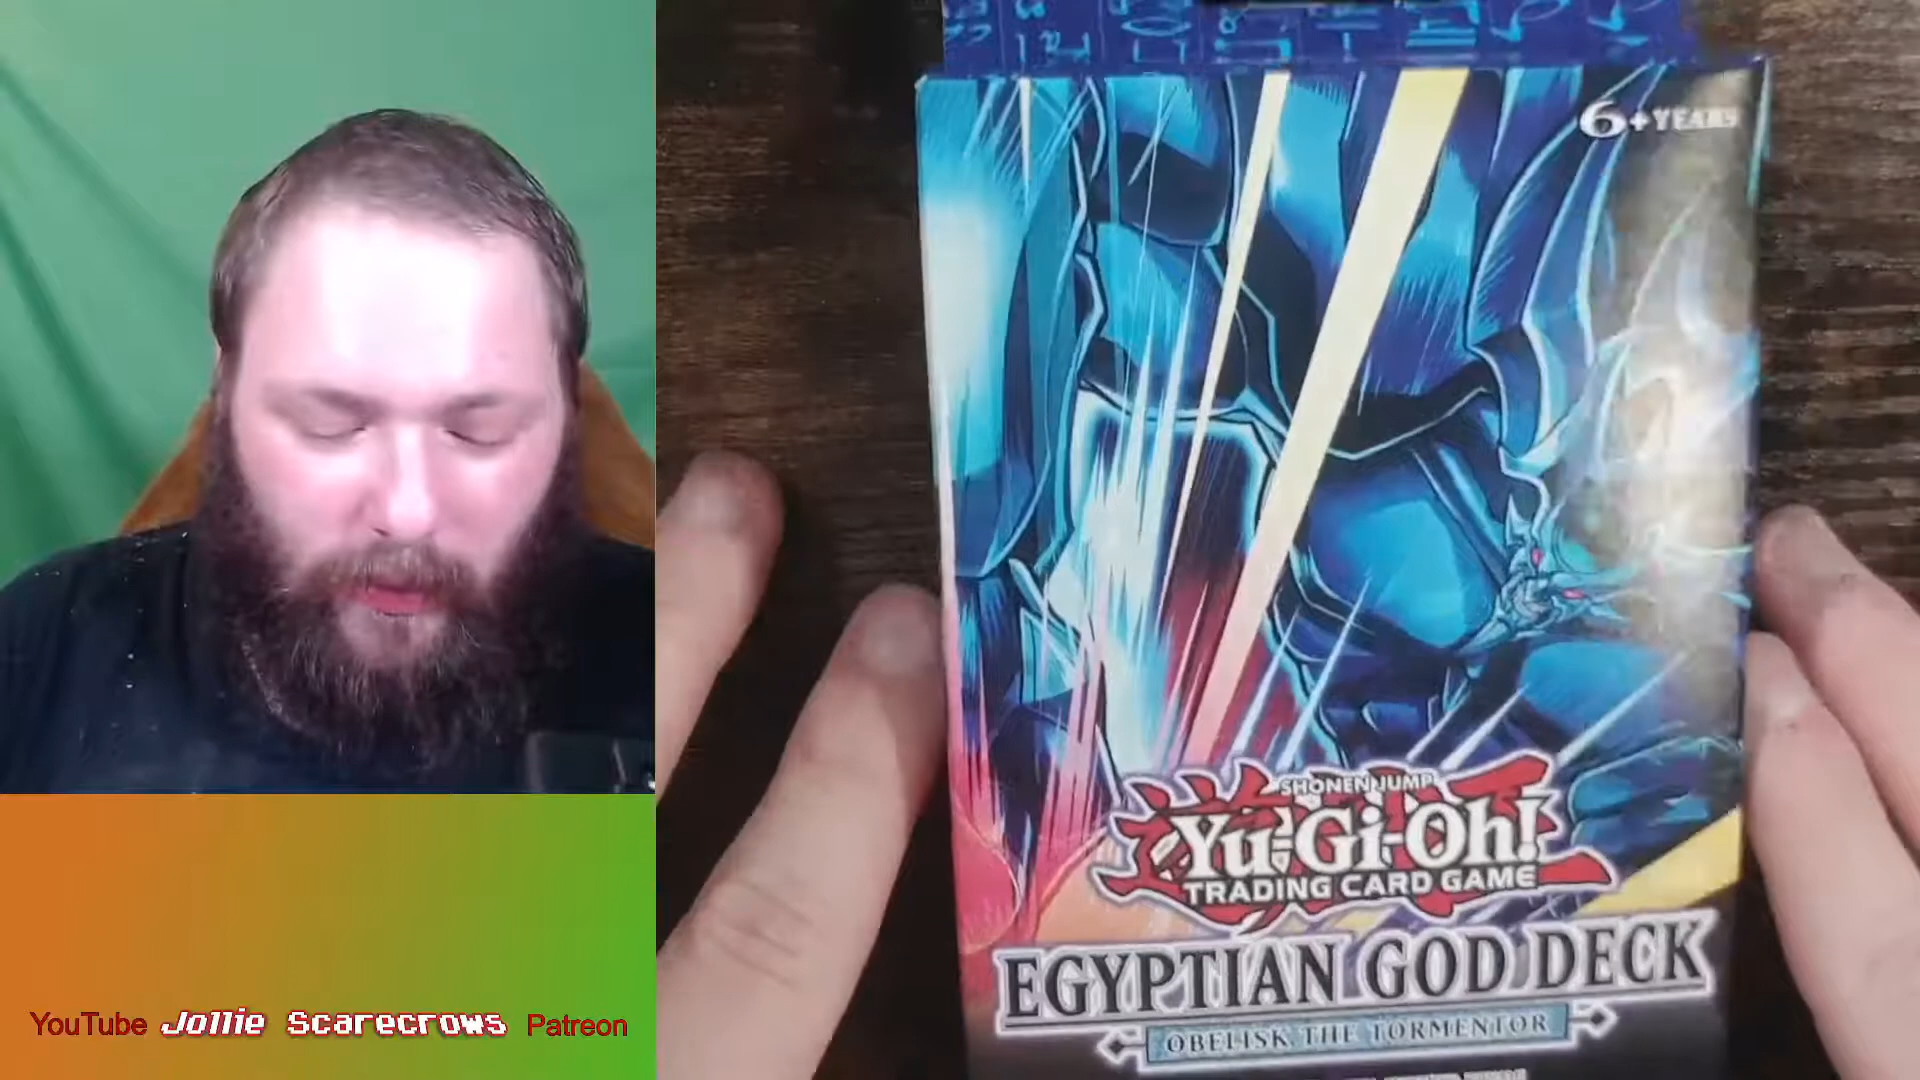 6+YEARS
SHONEN JUMP
Yu-Gi-Oh!
TRADING CARD GAME
EGYPTIAN GOD DECK
OBELISK THE TORMENTOR
YouTube Jollie Scarecrows Patreon